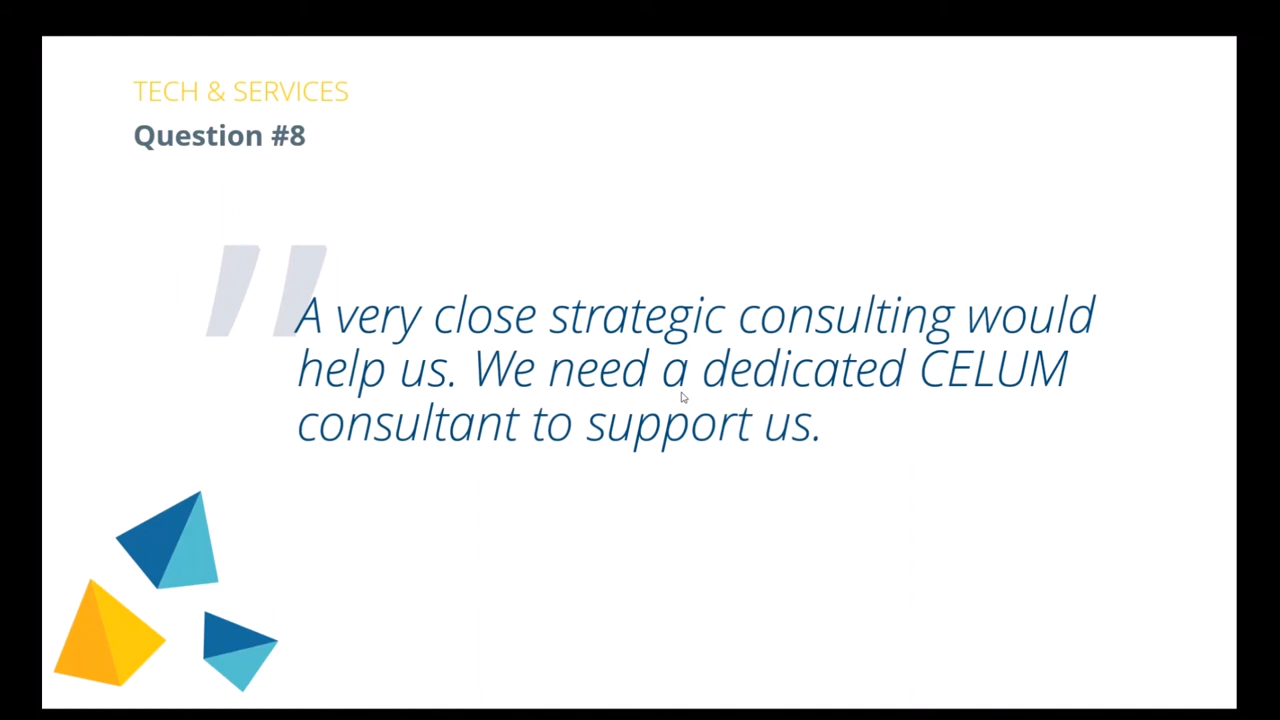 TECH & SERVICES
Question #8
"
A very close strategic consulting would
help us. We need a dedicated CELUM
consultant to support us.